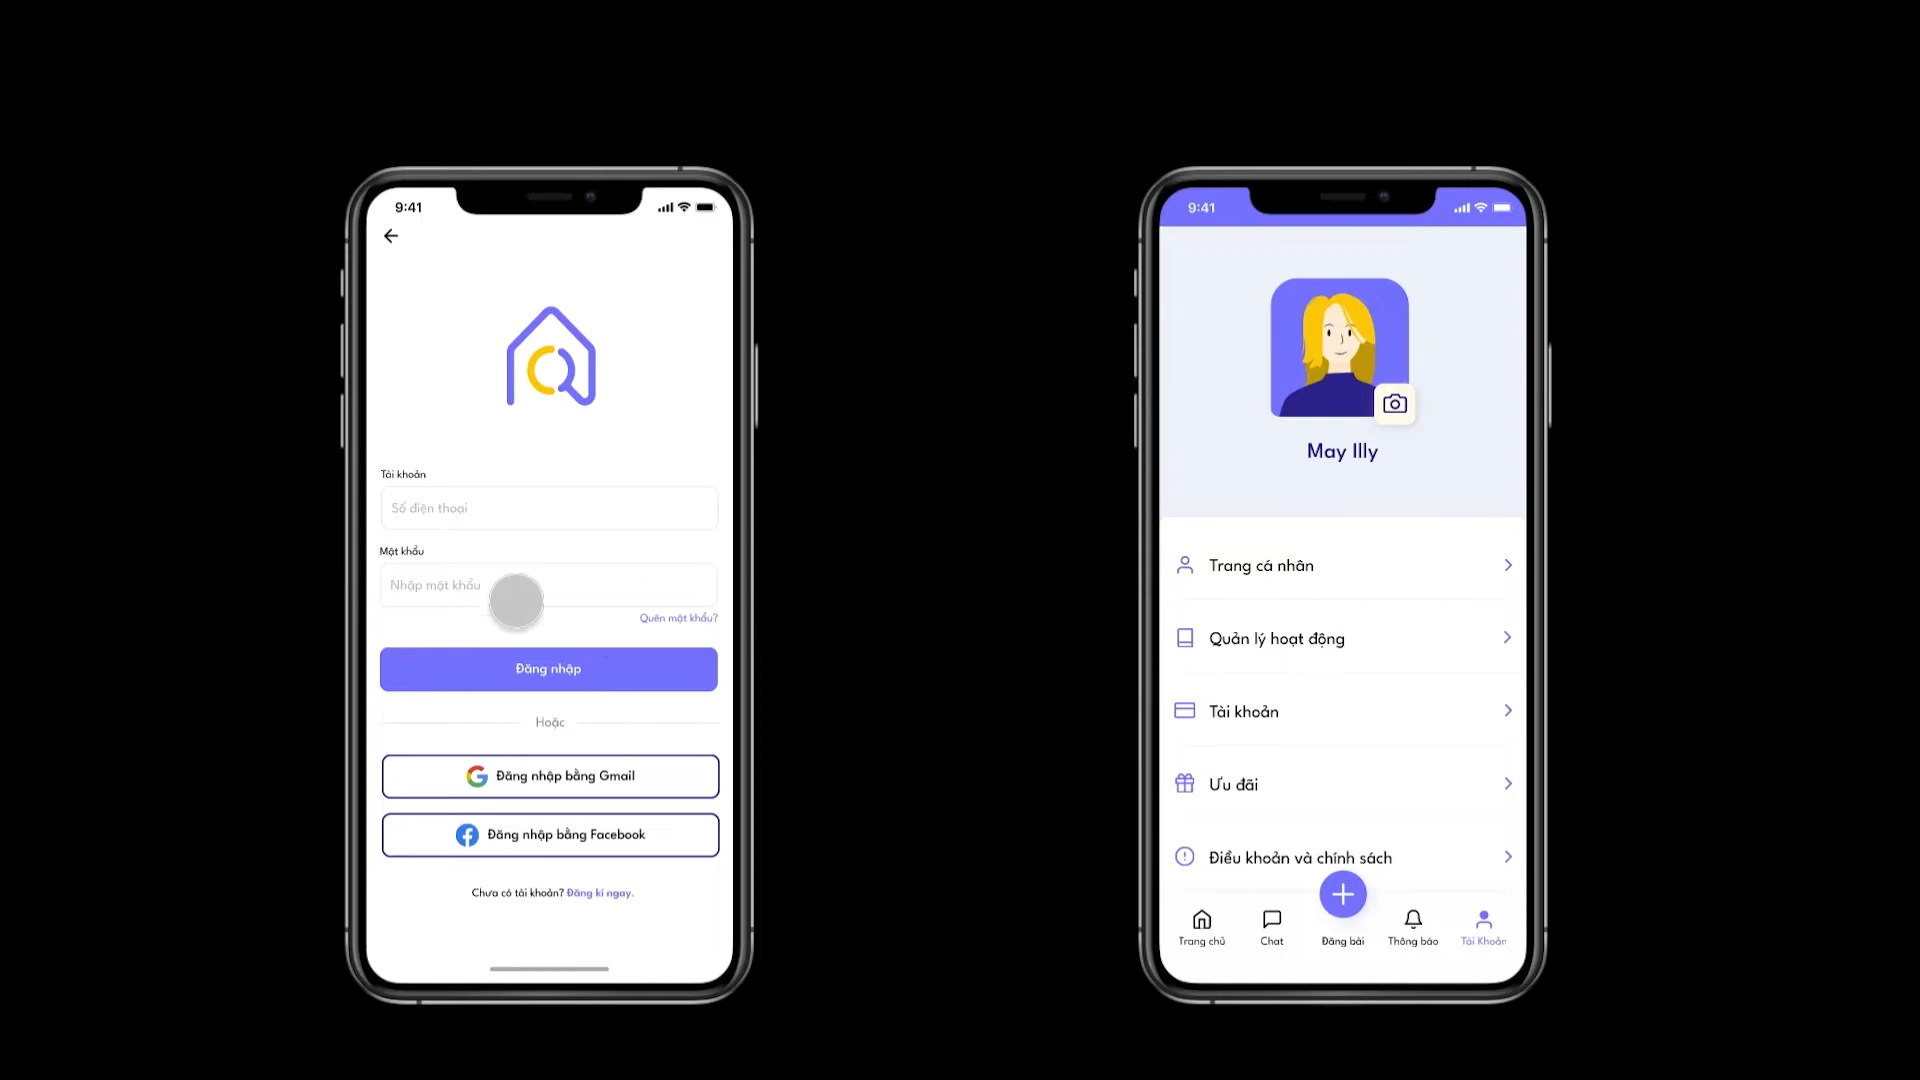 9:41
Tài khoản
Số điện thoại
Mật khẩu
Nhập mật khẩu
Quên mật khẩu?
Đăng nhập
Hoặc
Đăng nhập bằng Gmail
Đăng nhập bằng Facebook
Chưa có tài khoản? Đăng kí ngay.
9:41
May Illy
Trang cá nhân
Quản lý hoạt động
Tài khoản
Ưu đãi
Điều khoản và chính sách
Trang chủ
Chat
Đăng bài
Thông báo
Tài Khoản